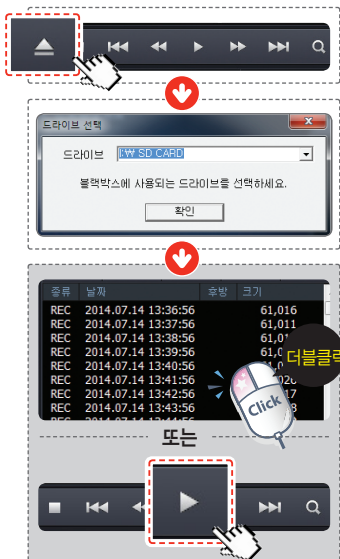 드라이브 선택
드라이브 I:\ SD CARD
블랙박스에 사용되는 드라이브를 선택하세요.
확인
종류 날짜 후방 크기
REC 2014.07.14 13:36:56 61,016
REC 2014.07.14 13:37:56 61,011
REC 2014.07.14 13:38:56
REC 2014.07.14 13:39:56
REC 2014.07.14 13:40:56
REC 2014.07.14 13:41:56
REC 2014.07.14 13:42:56
REC 2014.07.14 13:43:56
더블클릭
Click
또는